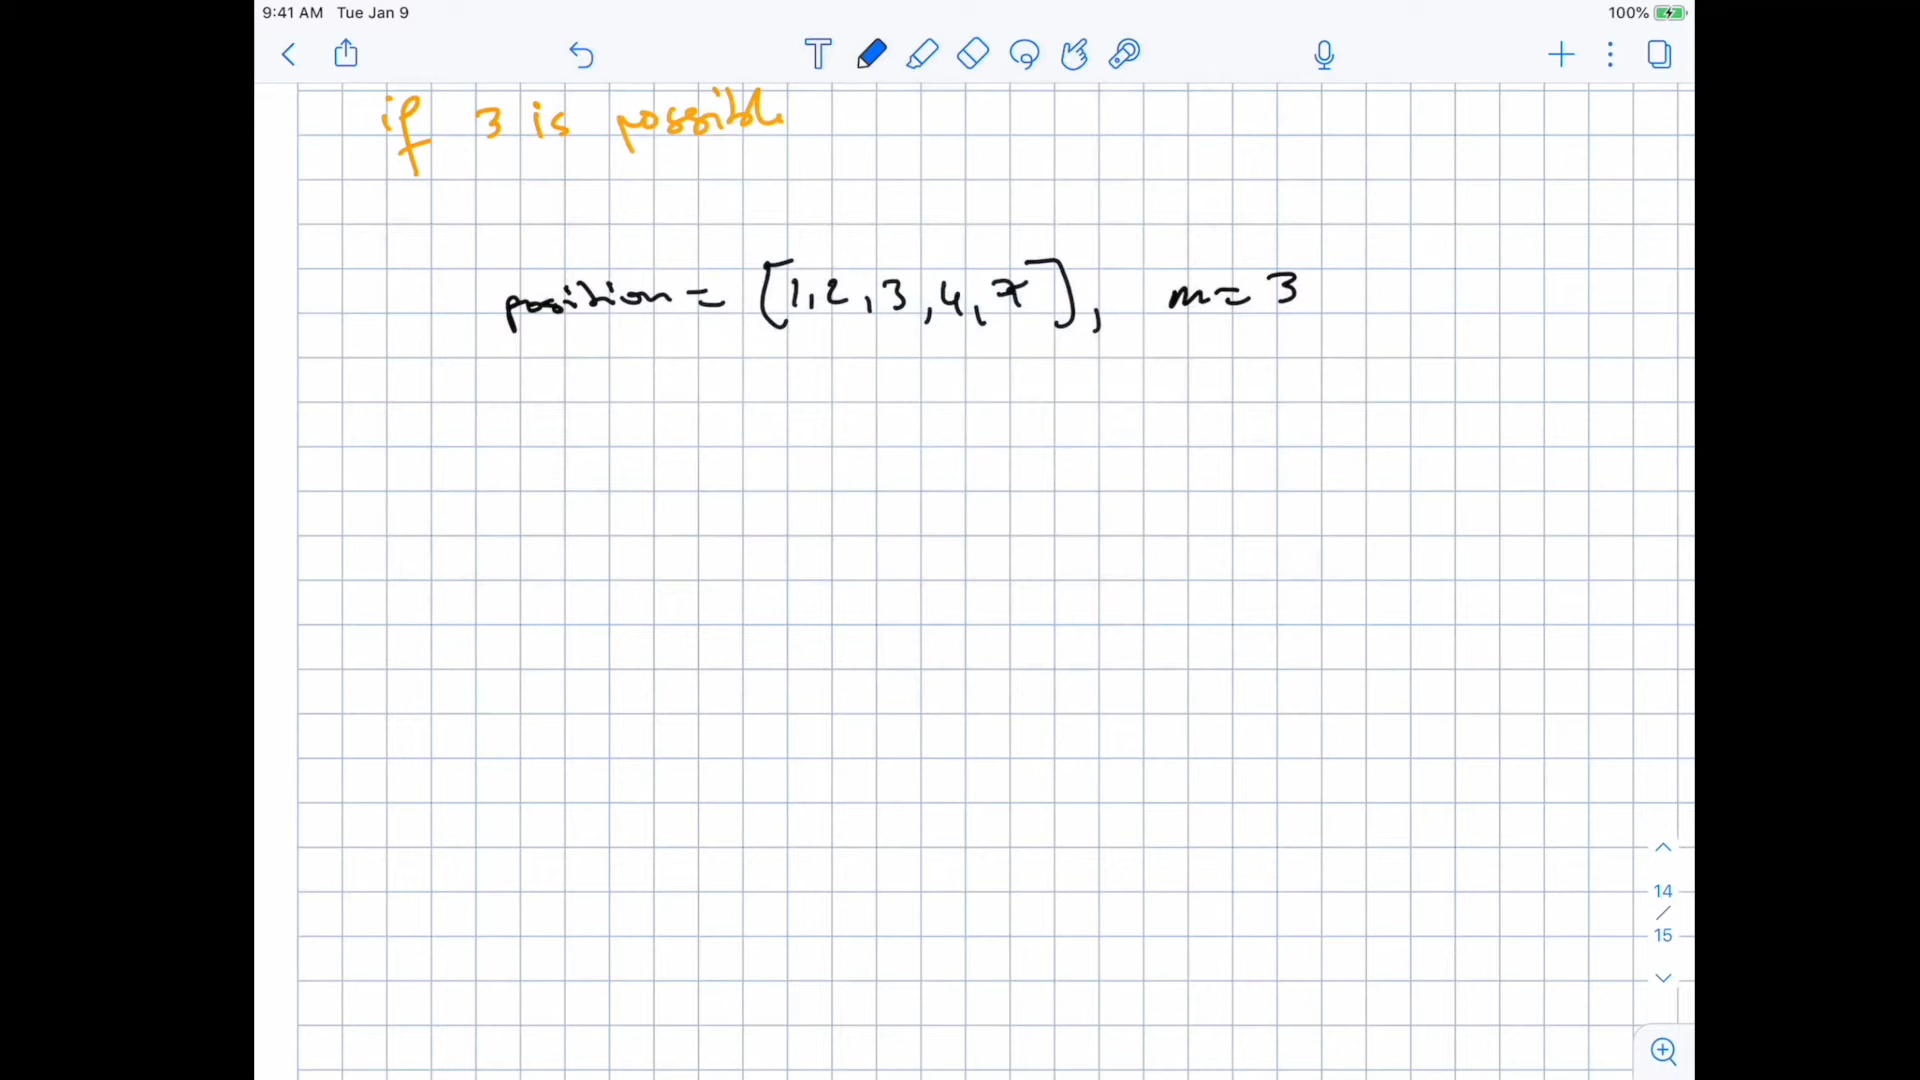 9:41 AM Tue Jan 9 100%
if 3 is possible
position = [1, 2, 3, 4, 7], m = 3
14
/
15